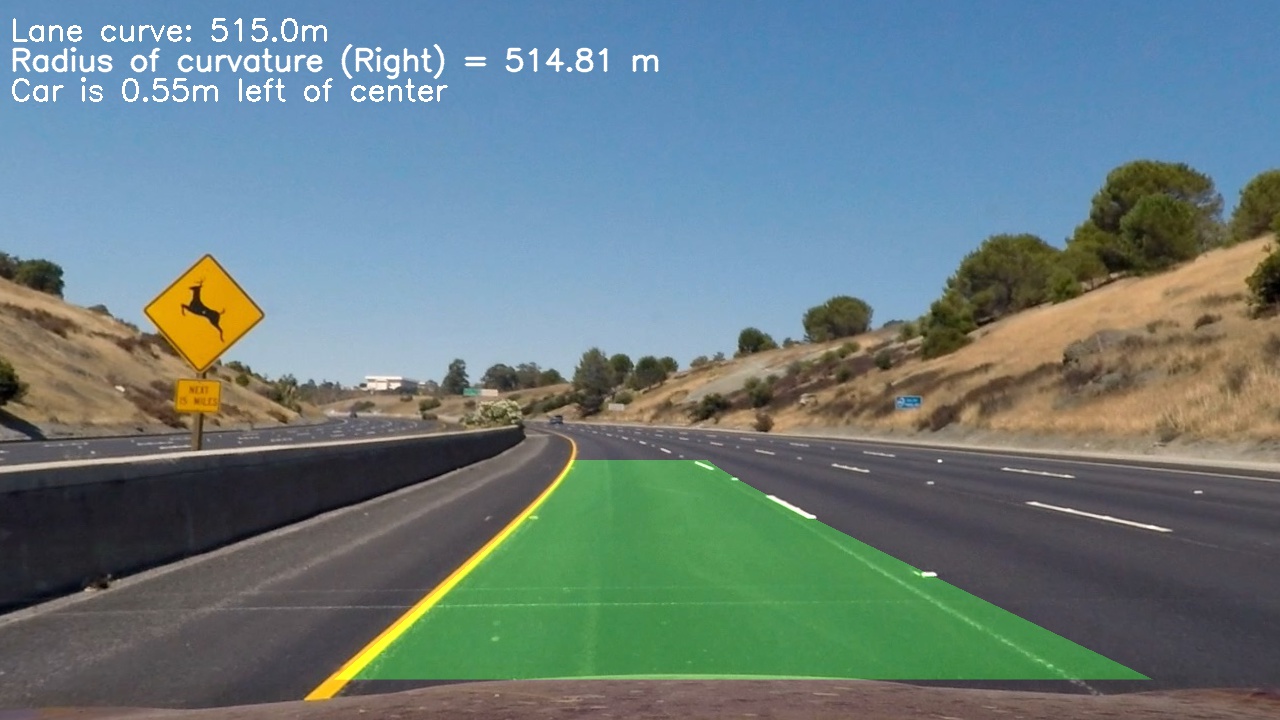 Lane curve: 515.0m
Radius of curvature (Right) = 514.81 m
Car is 0.55m left of center
NEXT
15 MILES